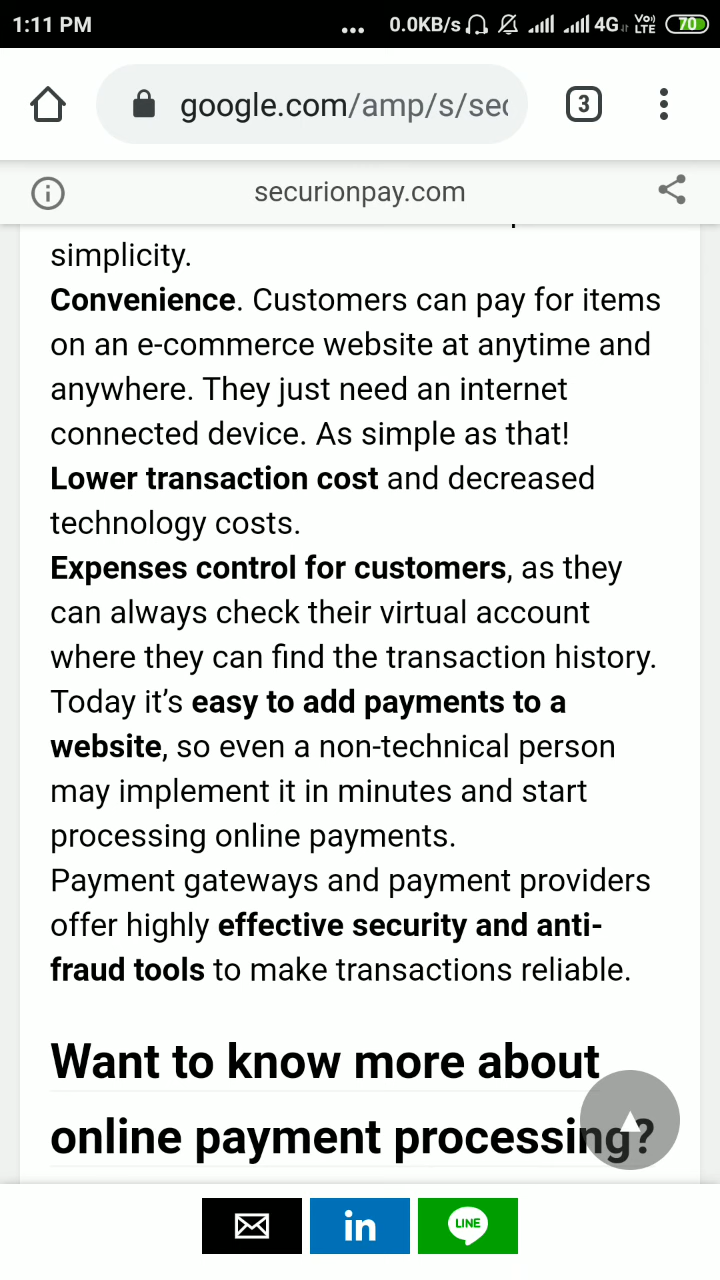 1:11 PM
... 0.0KB/s 4G Vo)) LTE 70
google.com/amp/s/sec
3
securionpay.com
simplicity.
Convenience. Customers can pay for items
on an e-commerce website at anytime and
anywhere. They just need an internet
connected device. As simple as that!
Lower transaction cost and decreased
technology costs.
Expenses control for customers, as they
can always check their virtual account
where they can find the transaction history.
Today it's easy to add payments to a
website, so even a non-technical person
may implement it in minutes and start
processing online payments.
Payment gateways and payment providers
offer highly effective security and anti-
fraud tools to make transactions reliable.
Want to know more about
online payment processing?
in
LINE